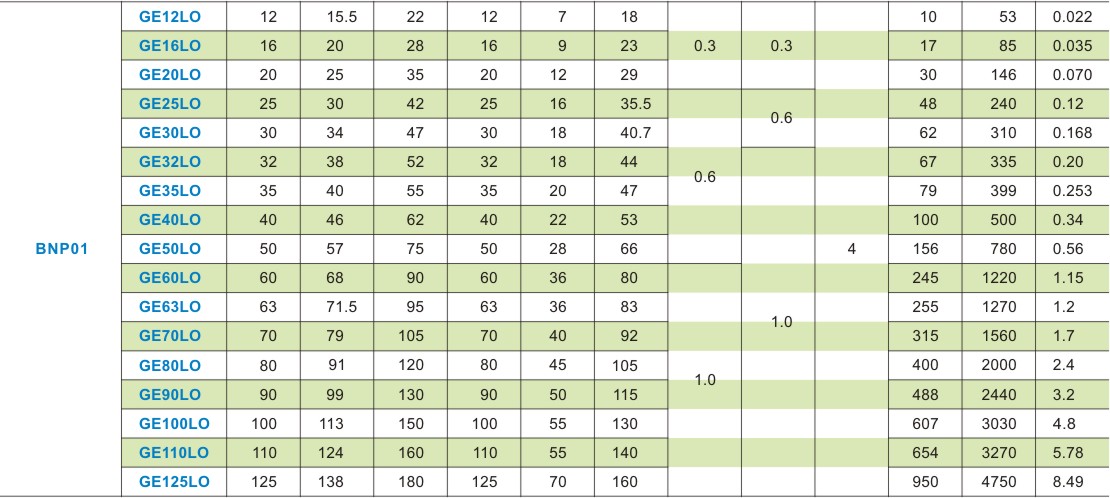 GE12LO 12 15.5 22 12 7 18 10 53 0.022
GE16LO 16 20 28 16 9 23 0.3 0.3 17 85 0.035
GE20LO 20 25 35 20 12 29 30 146 0.070
GE25LO 25 30 42 25 16 35.5 48 240 0.12
0.6
GE30LO 30 34 47 30 18 40.7 62 310 0.168
GE32LO 32 38 52 32 18 44 67 335 0.20
0.6
GE35LO 35 40 55 35 20 47 79 399 0.253
GE40LO 40 46 62 40 22 53 100 500 0.34
BNP01 GE50LO 50 57 75 50 28 66 4 156 780 0.56
GE60LO 60 68 90 60 36 80 245 1220 1.15
GE63LO 63 71.5 95 63 36 83 255 1270 1.2
1.0
GE70LO 70 79 105 70 40 92 315 1560 1.7
GE80LO 80 91 120 80 45 105 400 2000 2.4
1.0
GE90LO 90 99 130 90 50 115 488 2440 3.2
GE100LO 100 113 150 100 55 130 607 3030 4.8
GE110LO 110 124 160 110 55 140 654 3270 5.78
GE125LO 125 138 180 125 70 160 950 4750 8.49